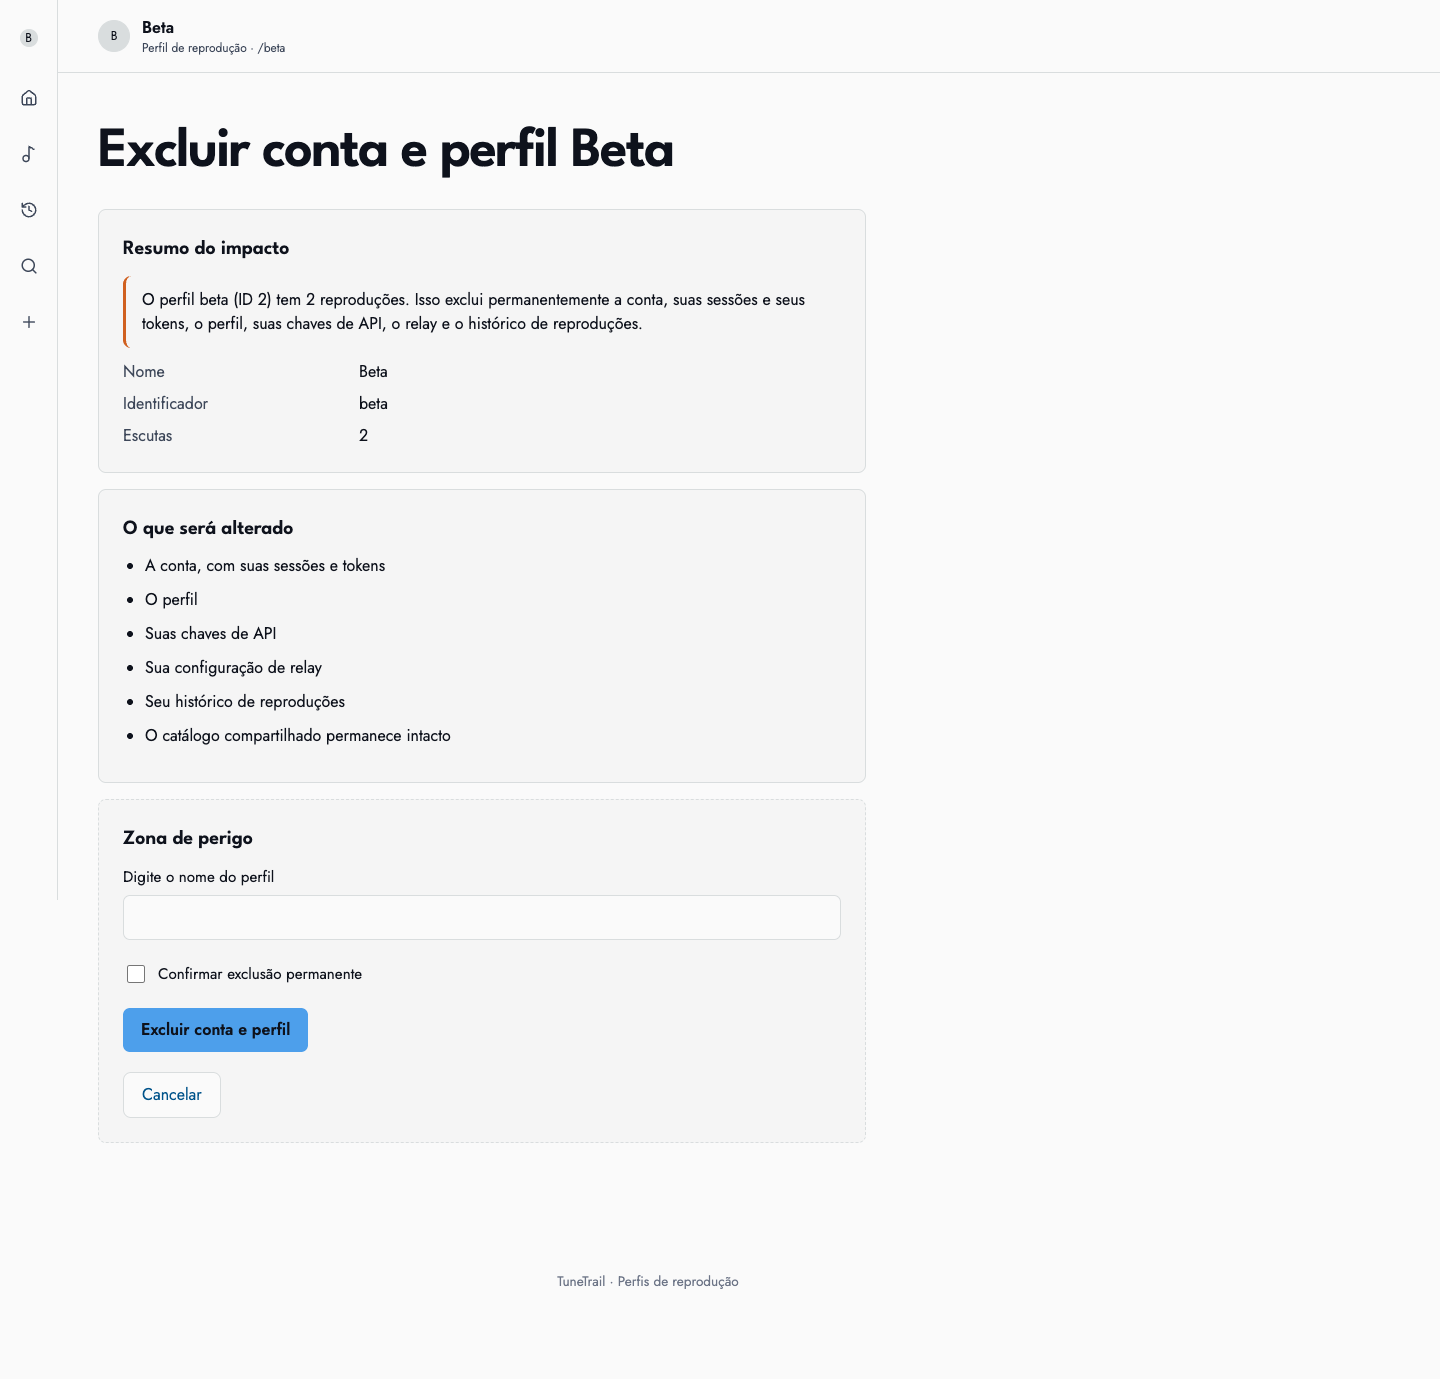 B
B
Beta
Perfil de reprodução · /beta
Excluir conta e perfil Beta
Resumo do impacto
O perfil beta (ID 2) tem 2 reproduções. Isso exclui permanentemente a conta, suas sessões e seus
tokens, o perfil, suas chaves de API, o relay e o histórico de reproduções.
Nome Beta
Identificador beta
Escutas 2
O que será alterado
A conta, com suas sessões e tokens
O perfil
Suas chaves de API
Sua configuração de relay
Seu histórico de reproduções
O catálogo compartilhado permanece intacto
Zona de perigo
Digite o nome do perfil
Confirmar exclusão permanente
Excluir conta e perfil
Cancelar
TuneTrail · Perfis de reprodução